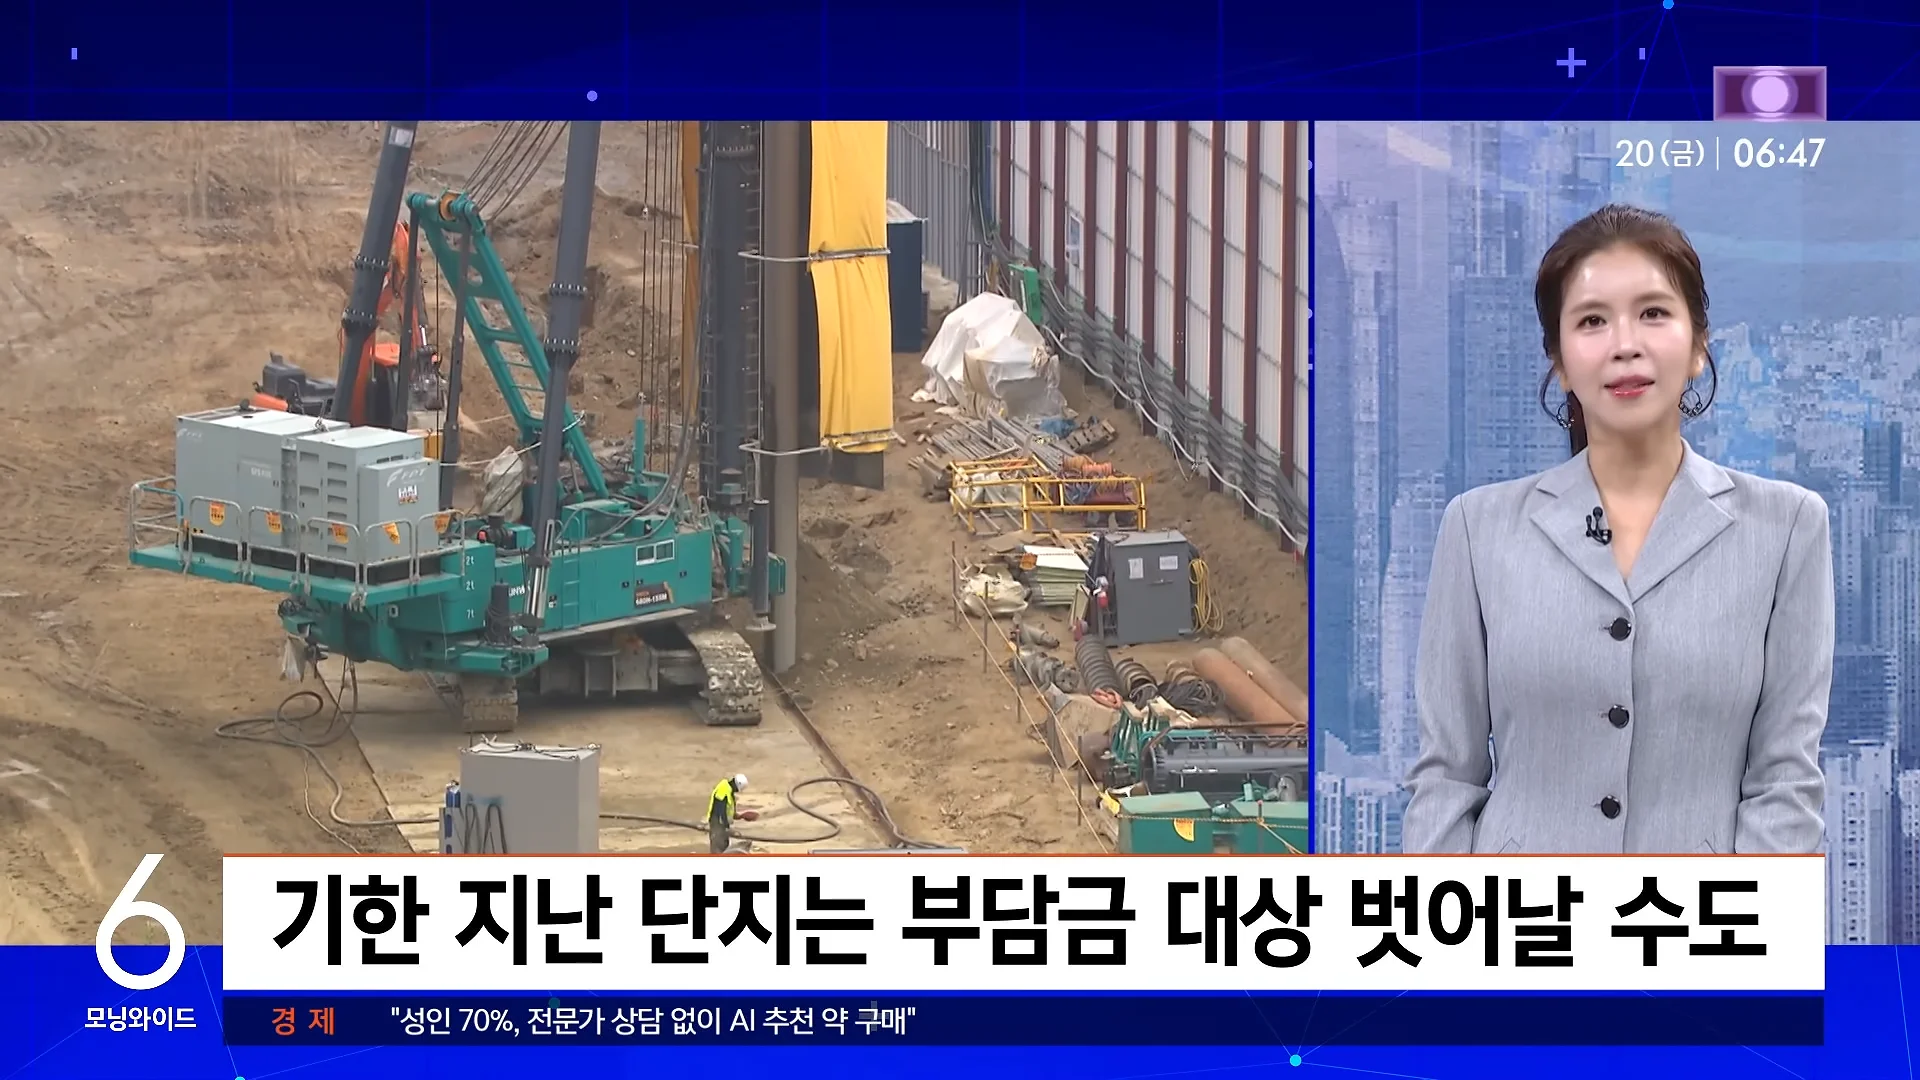 20(금) | 06:47
기한 지난 단지는 부담금 대상 벗어날 수도
6
모닝와이드
경제 "성인 70%, 전문가 상담 없이 AI 추천 약 구매"